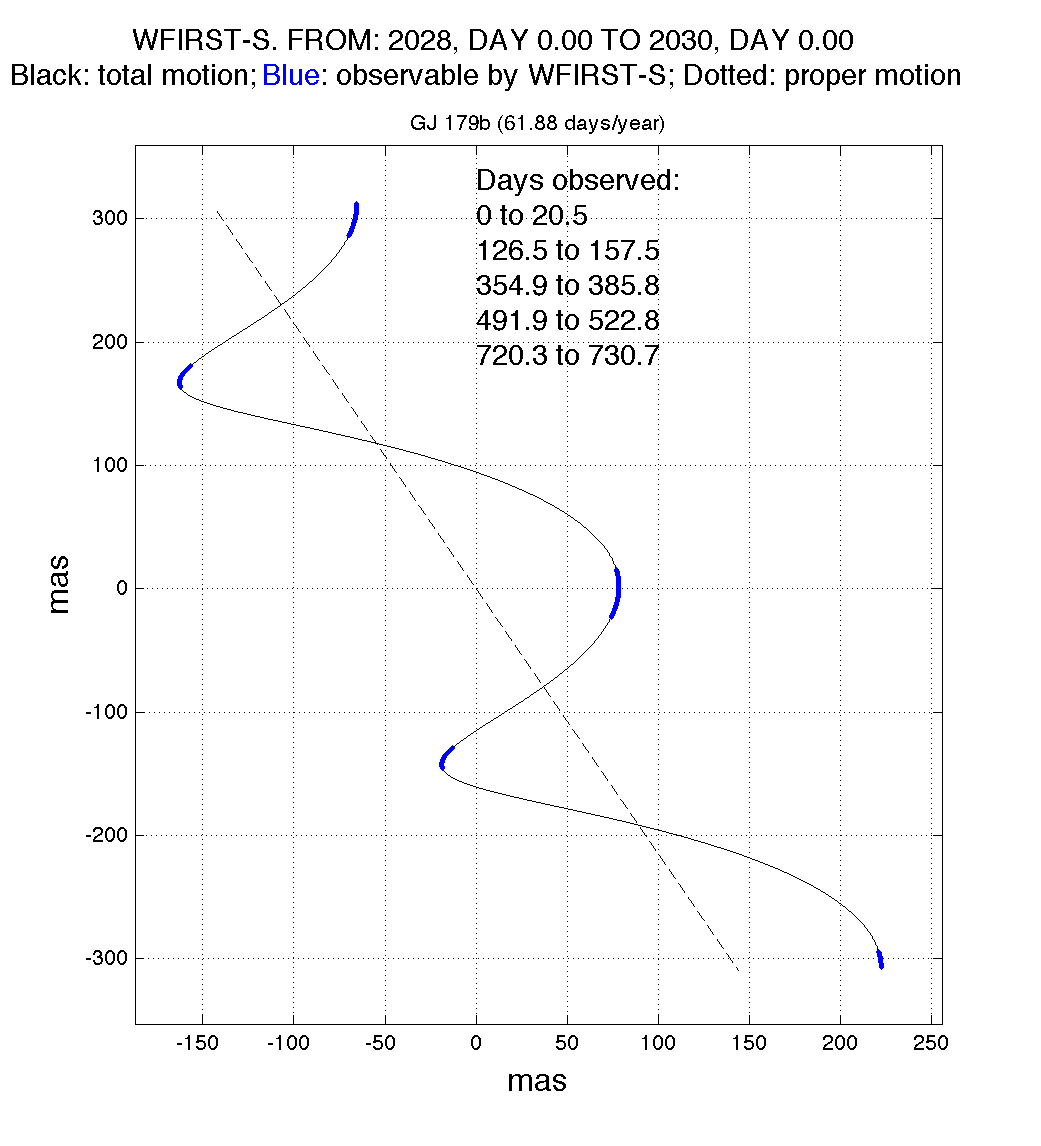 WFIRST-S. FROM: 2028, DAY 0.00 TO 2030, DAY 0.00
Black: total motion; Blue: observable by WFIRST-S; Dotted: proper motion
GJ 179b (61.88 days/year)
Days observed:
0 to 20.5
126.5 to 157.5
354.9 to 385.8
491.9 to 522.8
720.3 to 730.7
300
200
100
0
-100
-200
-300
mas
-150 -100 -50 0 50 100 150 200 250
mas